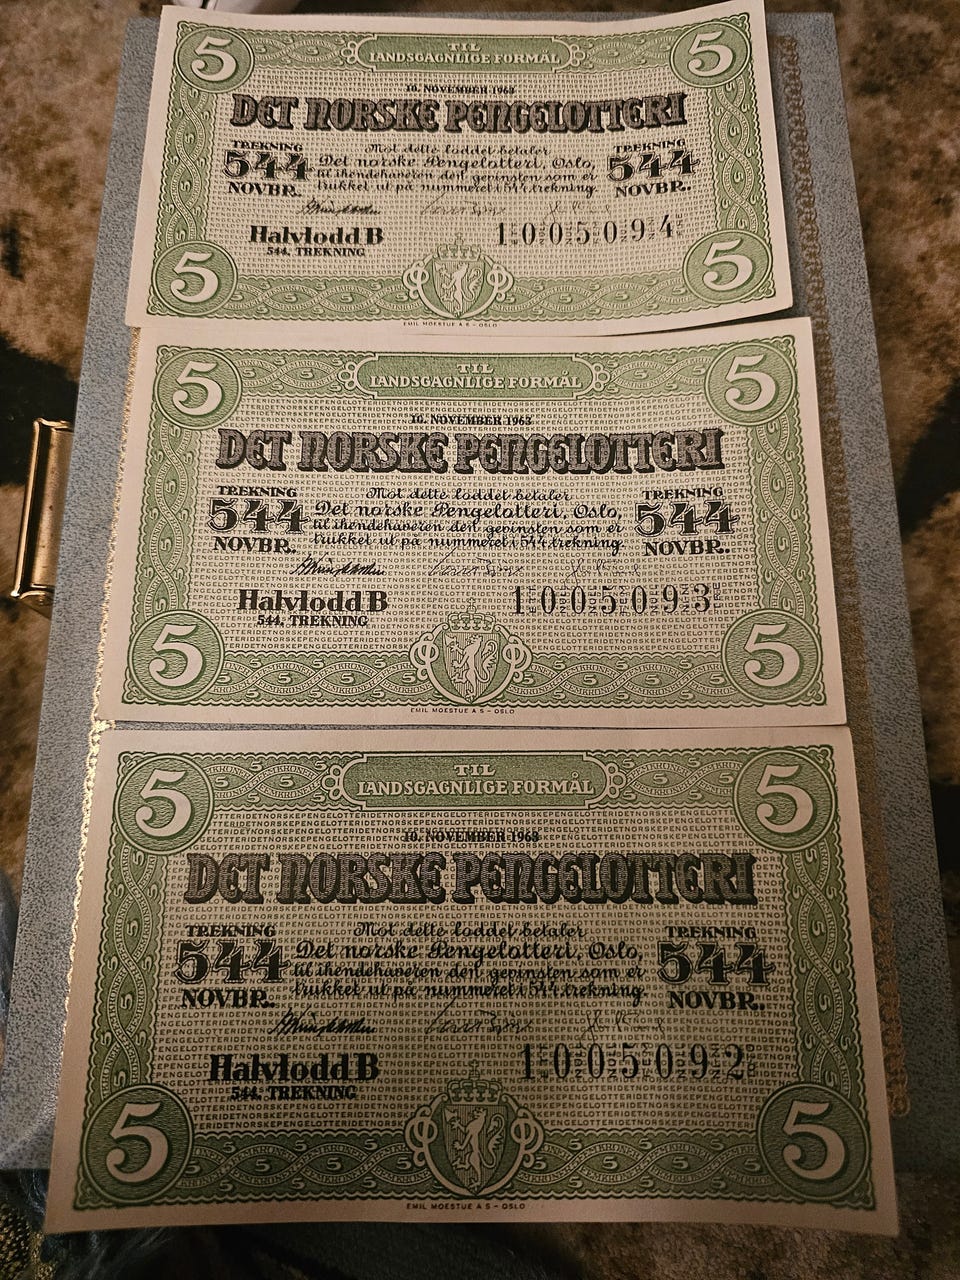 5 TIL 5
LANDSGAGNLIGE FORMÅL
10. NOVEMBER 1963
DET NORSKE PENGELOTTERI
TREKNING Mot dette loddet betaler TREKNING
544 Det norske Pengelotteri, Oslo, 544
til ihendehaveren den gevinsten som er
NOVBR. trukket ut på nummeret i 544 trekning. NOVBR.
Halvlodd B 1005094
544. TREKNING
5 5
EMIL MOESTUE A S - OSLO
5 TIL 5
LANDSGAGNLIGE FORMÅL
10. NOVEMBER 1963
DET NORSKE PENGELOTTERI
TREKNING Mot dette loddet betaler TREKNING
544 Det norske Pengelotteri, Oslo, 544
til ihendehaveren den gevinsten som er
NOVBR. trukket ut på nummeret i 544 trekning. NOVBR.
Halvlodd B 1005093
544. TREKNING
5 5
EMIL MOESTUE A S - OSLO
5 TIL 5
LANDSGAGNLIGE FORMÅL
10. NOVEMBER 1963
DET NORSKE PENGELOTTERI
TREKNING Mot dette loddet betaler TREKNING
544 Det norske Pengelotteri, Oslo, 544
til ihendehaveren den gevinsten som er
NOVBR. trukket ut på nummeret i 544 trekning. NOVBR.
Halvlodd B 1005092
544. TREKNING
5 5
EMIL MOESTUE A S - OSLO